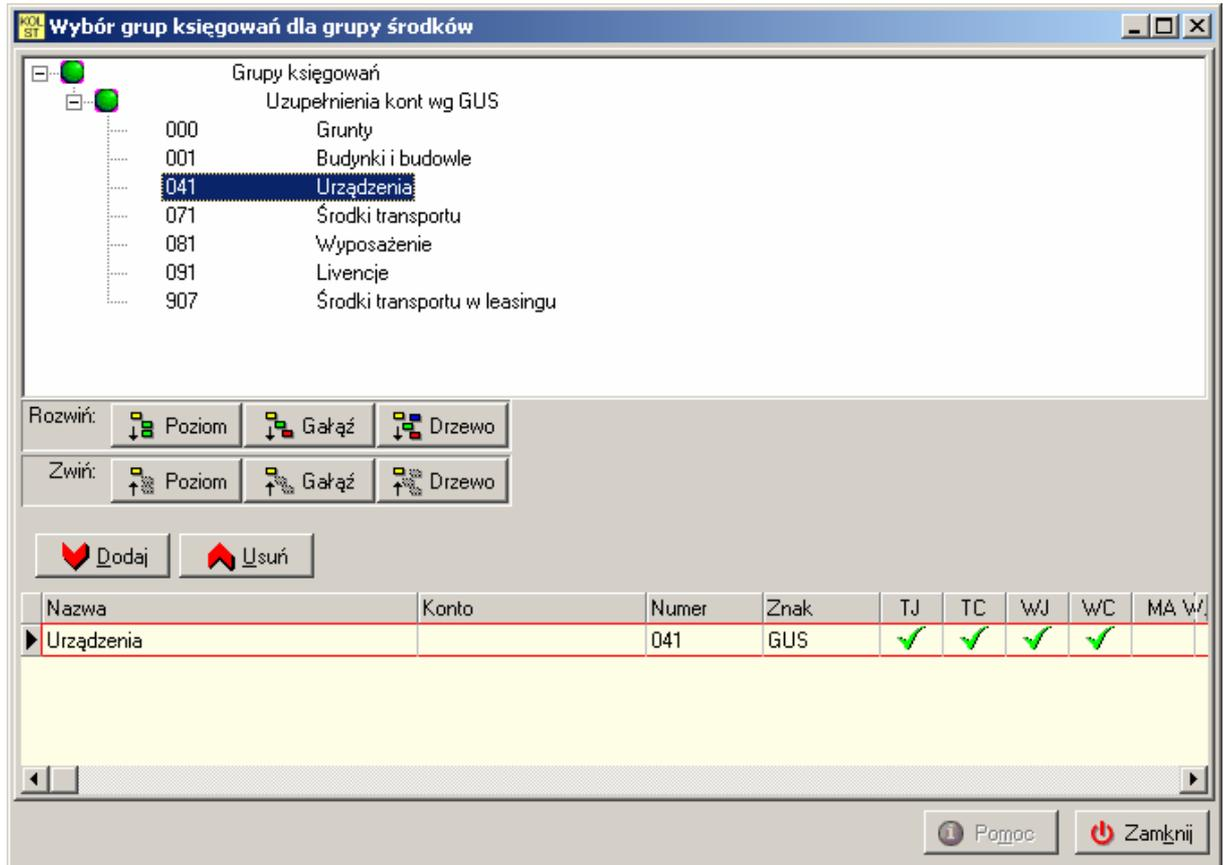 KOL ST Wybór grup księgowań dla grupy środków
Grupy księgowań
Uzupełnienia kont wg GUS
000 Grunty
001 Budynki i budowle
041 Urządzenia
071 Środki transportu
081 Wyposażenie
091 Livencje
907 Środki transportu w leasingu
Rozwiń: Poziom Gałąź Drzewo
Zwiń: Poziom Gałąź Drzewo
Dodaj Usuń
Nazwa Konto Numer Znak TJ TC WJ WC MA W
Urządzenia 041 GUS
Pomoc Zamknij